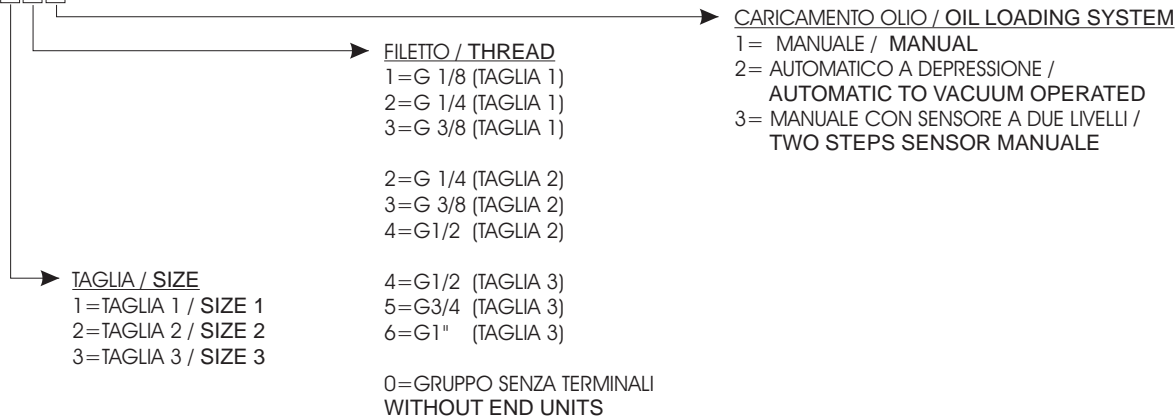 CARICAMENTO OLIO / OIL LOADING SYSTEM
1= MANUALE / MANUAL
2= AUTOMATICO A DEPRESSIONE /
AUTOMATIC TO VACUUM OPERATED
3= MANUALE CON SENSORE A DUE LIVELLI /
TWO STEPS SENSOR MANUALE
FILETTO / THREAD
1=G 1/8 (TAGLIA 1)
2=G 1/4 (TAGLIA 1)
3=G 3/8 (TAGLIA 1)
2=G 1/4 (TAGLIA 2)
3=G 3/8 (TAGLIA 2)
4=G1/2 (TAGLIA 2)
4=G1/2 (TAGLIA 3)
5=G3/4 (TAGLIA 3)
6=G1" (TAGLIA 3)
0=GRUPPO SENZA TERMINALI
WITHOUT END UNITS
TAGLIA / SIZE
1=TAGLIA 1 / SIZE 1
2=TAGLIA 2 / SIZE 2
3=TAGLIA 3 / SIZE 3